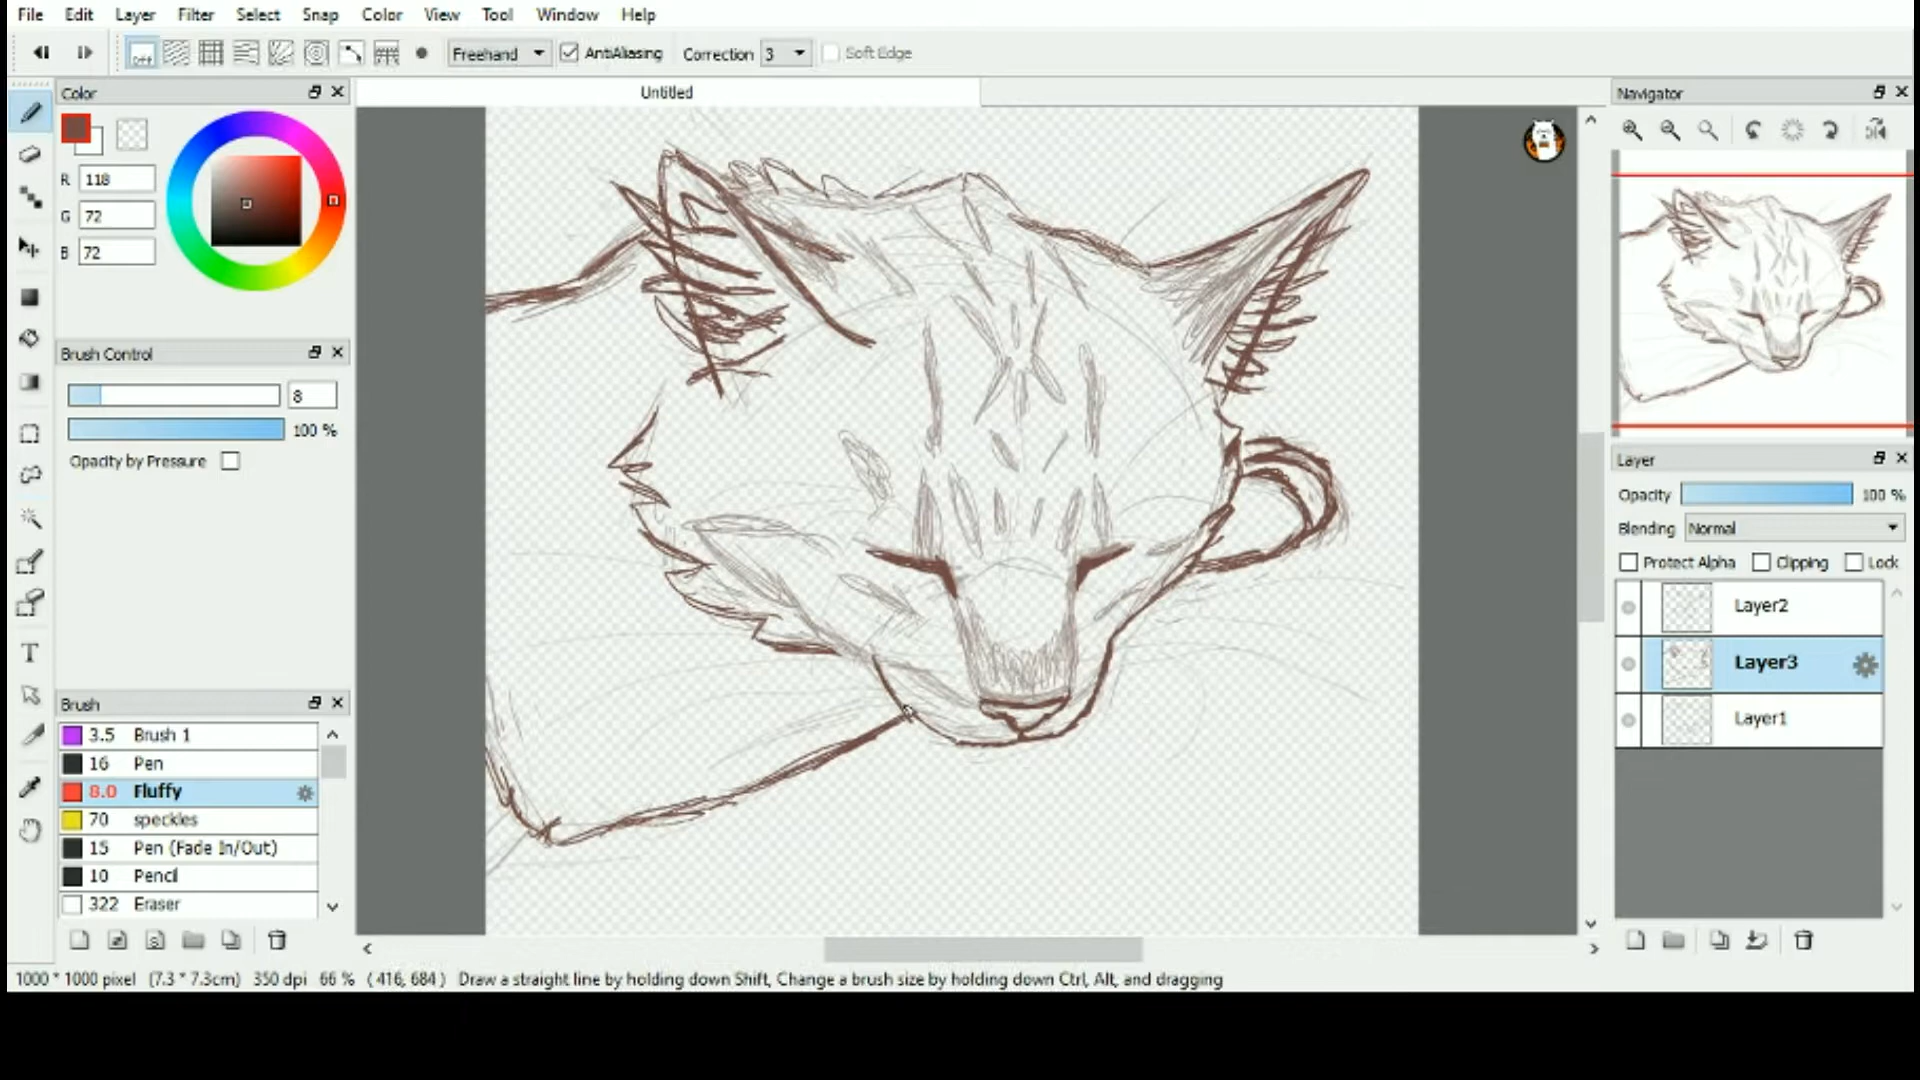 File Edit Layer Filter Select Snap Color View Tool Window Help
off Freehand AntiAliasing Correction 3 Soft Edge
Color Untitled Navigator
R 118
G 72
B 72
Brush Control
8
100 %
Opacity by Pressure
Brush
3.5 Brush 1
16 Pen
8.0 Fluffy
70 speckles
15 Pen (Fade In/Out)
10 Pencil
322 Eraser
T
Layer
Opacity 100 %
Blending Normal
Protect Alpha Clipping Lock
Layer2
Layer3
Layer1
1000 * 1000 pixel (7.3 * 7.3cm) 350 dpi 66 % ( 416, 684 ) Draw a straight line by holding down Shift, Change a brush size by holding down Ctrl, Alt, and dragging